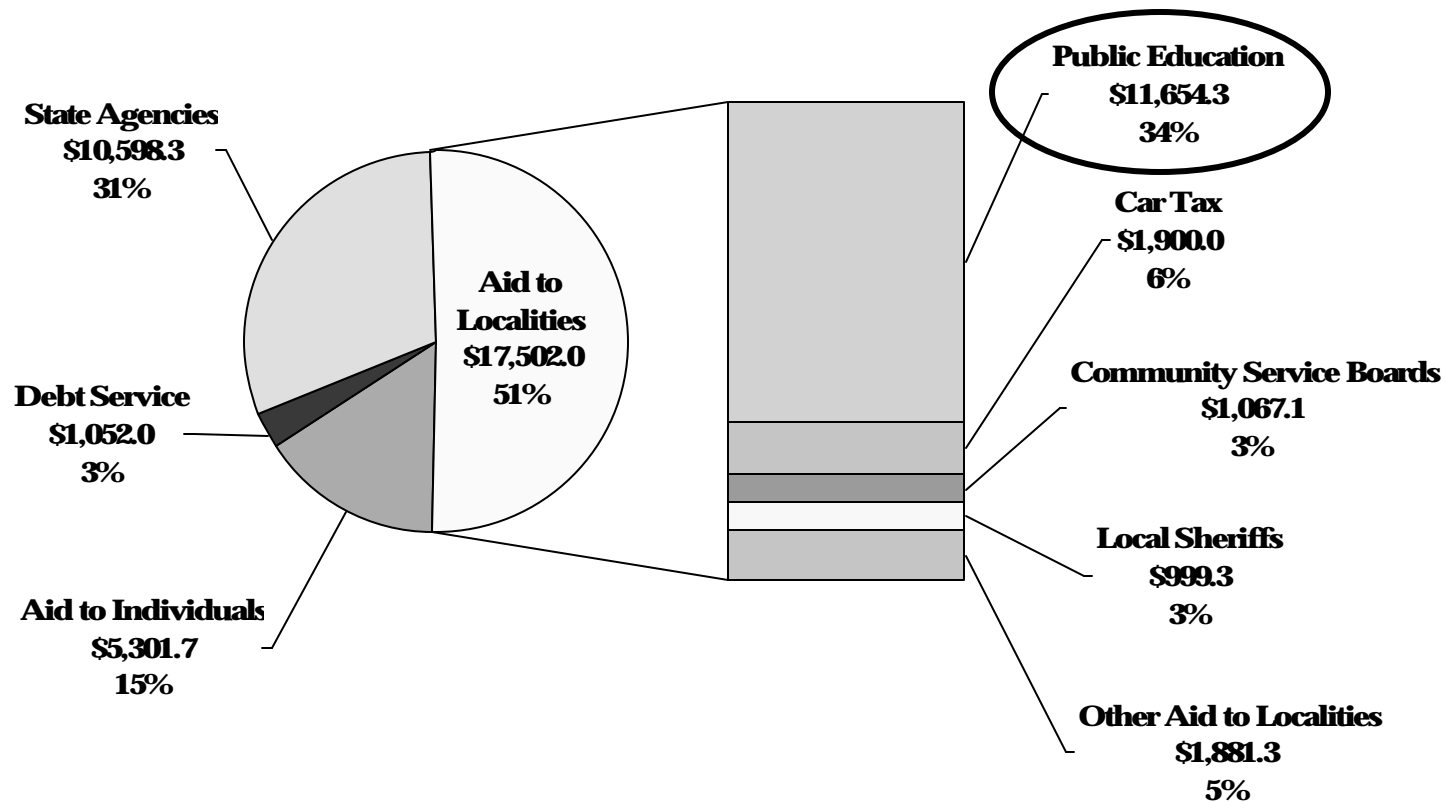 Public Education
$11,654.3
34%
State Agencies
$10,598.3
31%
Car Tax
$1,900.0
6%
Aid to
Localities
$17,502.0
51%
Community Service Boards
$1,067.1
3%
Debt Service
$1,052.0
3%
Local Sheriffs
$999.3
3%
Aid to Individuals
$5,301.7
15%
Other Aid to Localities
$1,881.3
5%